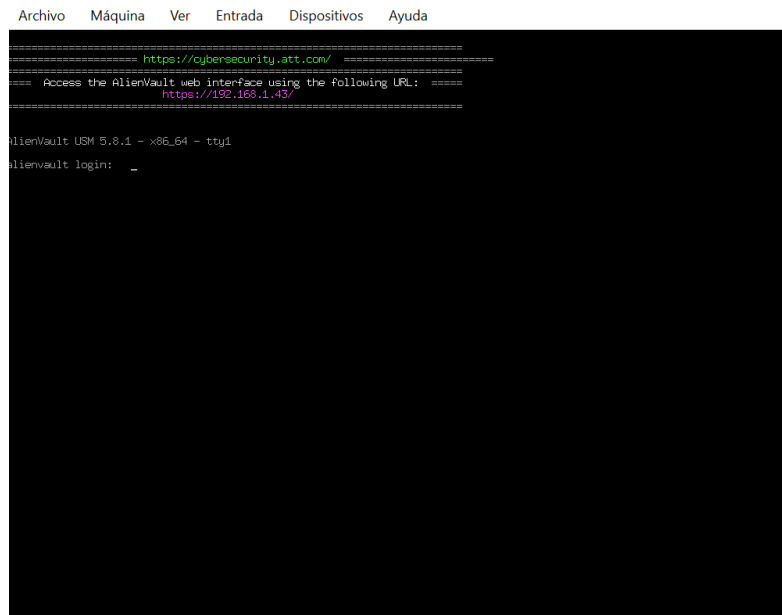 Archivo Máquina Ver Entrada Dispositivos Ayuda
================================================================================
======================= https://cybersecurity.att.com/ ===========================
================================================================================
==== Access the AlienVault web interface using the following URL: =====
https://192.168.1.43/
================================================================================
AlienVault USM 5.8.1 - x86_64 - tty1
alienvault login: _